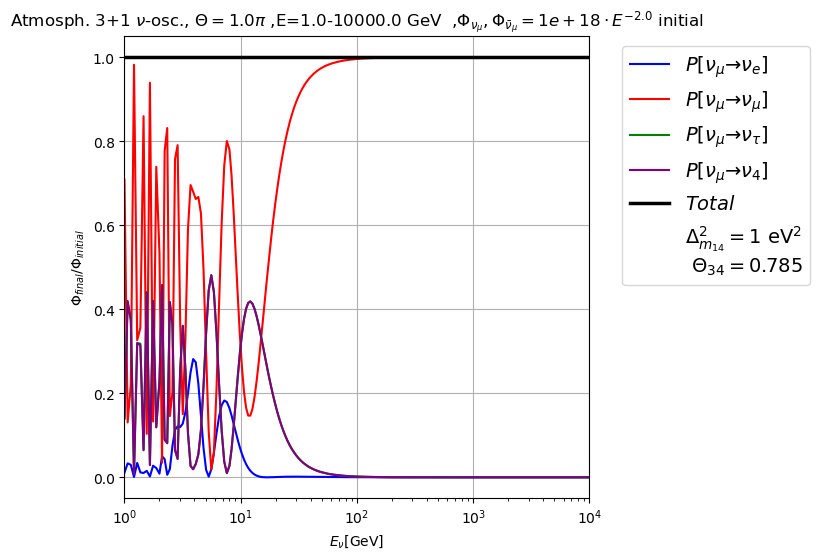 Atmosph. 3+1 ν-osc., Θ = 1.0π ,E=1.0-10000.0 GeV ,Φ_{ν_μ}, Φ_{ν̄_μ} = 1e + 18 · E^{-2.0} initial
Φ_{final}/Φ_{initial}
1.0
0.8
0.6
0.4
0.2
0.0
10^0
10^1
10^2
10^3
10^4
E_ν[GeV]
P[ν_μ→ν_e]
P[ν_μ→ν_μ]
P[ν_μ→ν_τ]
P[ν_μ→ν_4]
Total
Δ^2_{m_{14}} = 1 eV^2
Θ_{34} = 0.785